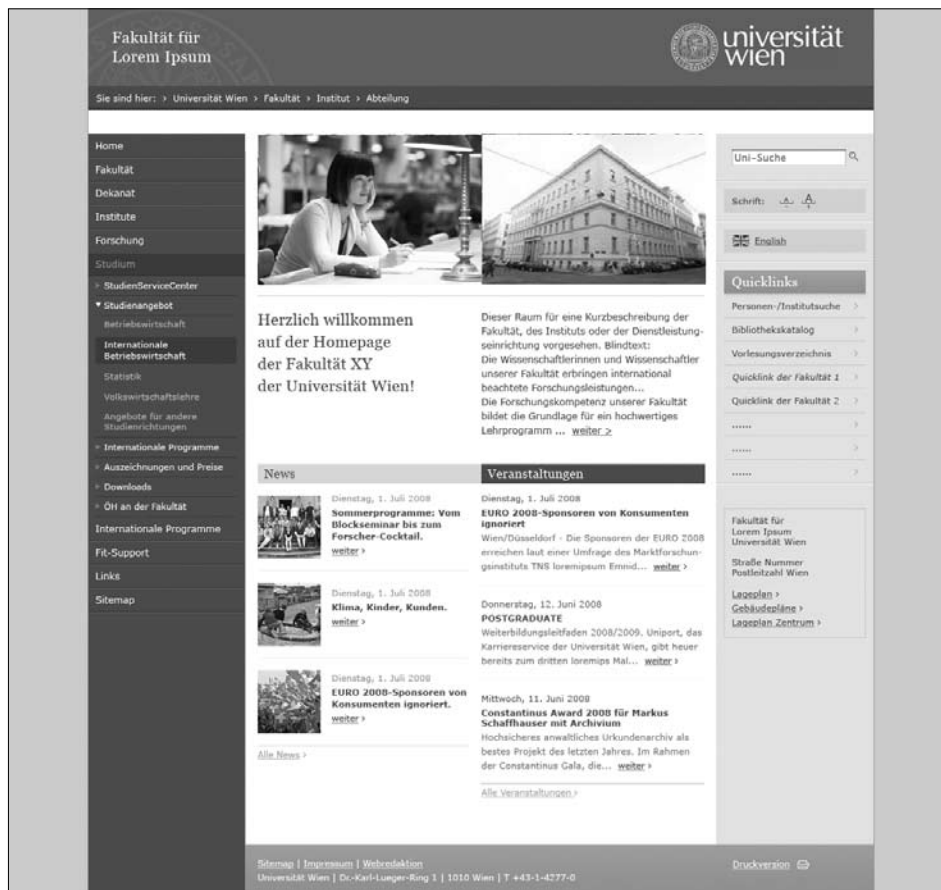 Fakultät für
Lorem Ipsum
universität
wien
Sie sind hier: > Universität Wien > Fakultät > Institut > Abteilung
Home
Fakultät
Dekanat
Institute
Forschung
Studium
StudienServiceCenter
Studienangebot
Betriebswirtschaft
Internationale
Betriebswirtschaft
Statistik
Volkswirtschaftslehre
Angebote für andere
Studienrichtungen
Internationale Programme
Auszeichnungen und Preise
Downloads
ÖH an der Fakultät
Internationale Programme
Fit-Support
Links
Sitemap
Herzlich willkommen
auf der Homepage
der Fakultät XY
der Universität Wien!
Dieser Raum für eine Kurzbeschreibung der
Fakultät, des Instituts oder der Dienstleistung-
seinrichtung vorgesehen. Blindtext:
Die Wissenschaftlerinnen und Wissenschaftler
unserer Fakultät erbringen international
beachtete Forschungsleistungen...
Die Forschungskompetenz unserer Fakultät
bildet die Grundlage für ein hochwertiges
Lehrprogramm ... weiter >
News
Dienstag, 1. Juli 2008
Sommerprogramme: Vom
Blockseminar bis zum
Forscher-Cocktail.
weiter >
Dienstag, 1. Juli 2008
Klima, Kinder, Kunden.
weiter >
Dienstag, 1. Juli 2008
EURO 2008-Sponsoren von
Konsumenten ignoriert.
weiter >
Alle News >
Veranstaltungen
Dienstag, 1. Juli 2008
EURO 2008-Sponsoren von Konsumenten
ignoriert
Wien/Düsseldorf - Die Sponsoren der EURO 2008
erreichen laut einer Umfrage des Marktforschun-
gsinstituts TNS loremipsum Emnid... weiter >
Donnerstag, 12. Juni 2008
POSTGRADUATE
Weiterbildungsleitfaden 2008/2009. Uniport, das
Karriereservice der Universität Wien, gibt heuer
bereits zum dritten loremips Mal... weiter >
Mittwoch, 11. Juni 2008
Constantinus Award 2008 für Markus
Schaffhauser mit Archivium
Hochsicheres anwaltliches Urkundenarchiv als
bestes Projekt des letzten Jahres. Im Rahmen
der Constantinus Gala, die... weiter >
Alle Veranstaltungen >
Uni-Suche
Schrift: A A
English
Quicklinks
Personen-/Institutsuche >
Bibliothekskatalog >
Vorlesungsverzeichnis >
Quicklink der Fakultät 1 >
Quicklink der Fakultät 2 >
...... >
...... >
...... >
Fakultät für
Lorem Ipsum
Universität Wien
Straße Nummer
Postleitzahl Wien
Lageplan >
Gebäudepläne >
Lageplan Zentrum >
Sitemap | Impressum | Webredaktion
Universität Wien | Dr.-Karl-Lueger-Ring 1 | 1010 Wien | T +43-1-4277-0
Druckversion